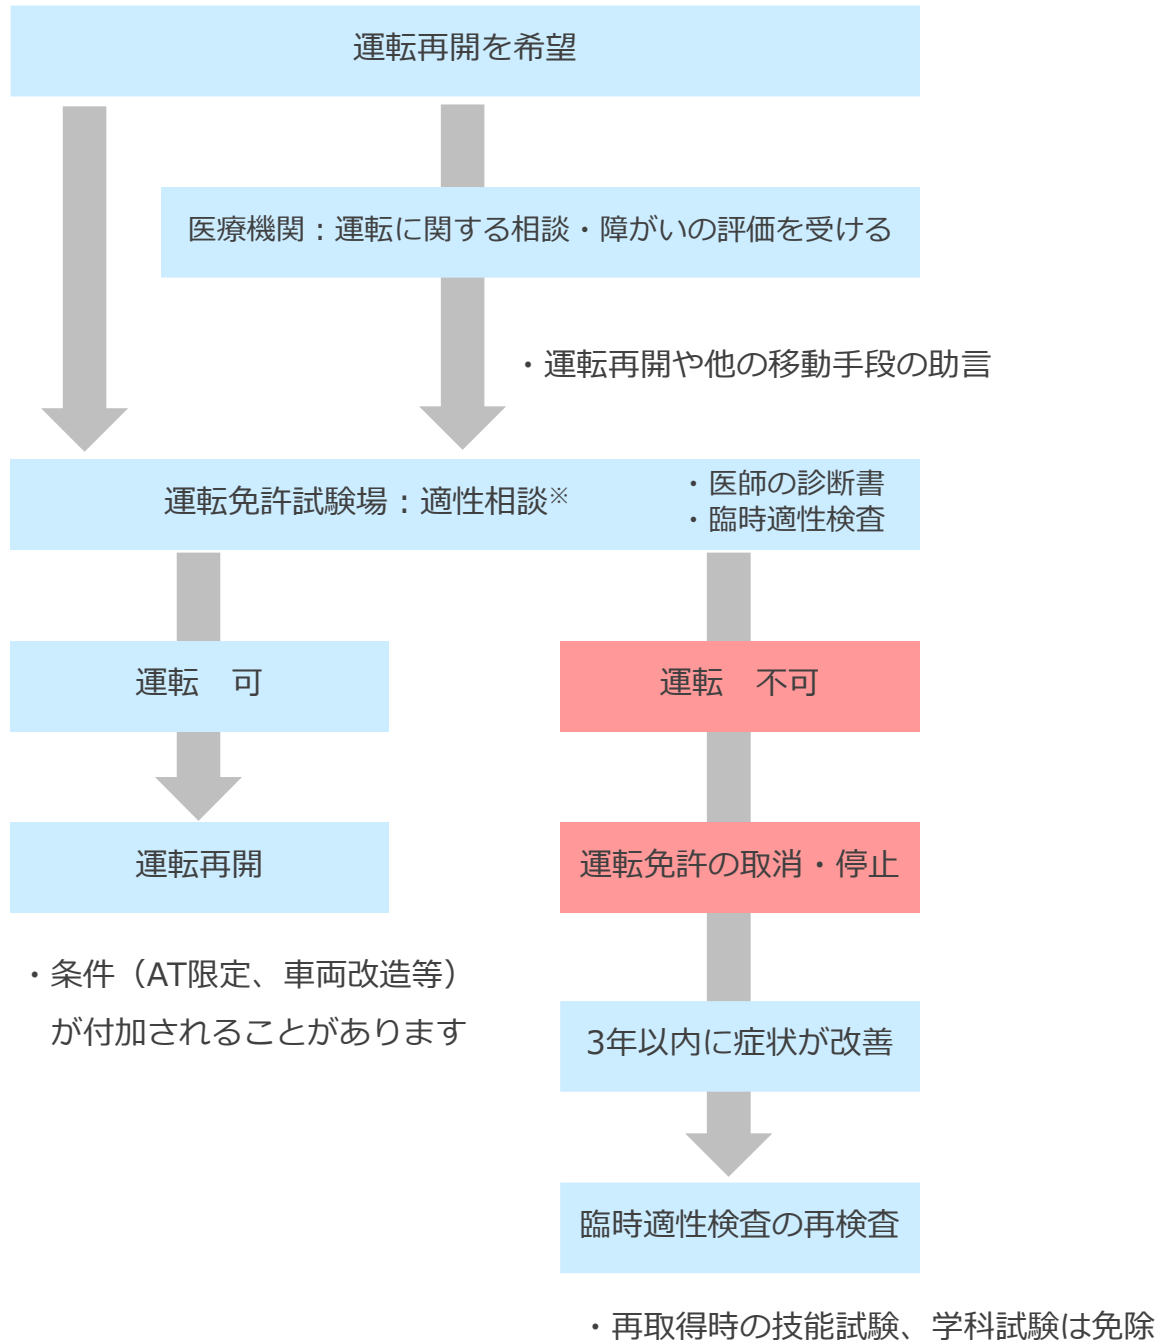 運転再開を希望
医療機関：運転に関する相談・障がいの評価を受ける
・運転再開や他の移動手段の助言
運転免許試験場：適性相談※
・医師の診断書
・臨時適性検査
運転　可
運転　不可
運転再開
運転免許の取消・停止
・条件（AT限定、車両改造等）
が付加されることがあります
3年以内に症状が改善
臨時適性検査の再検査
・再取得時の技能試験、学科試験は免除